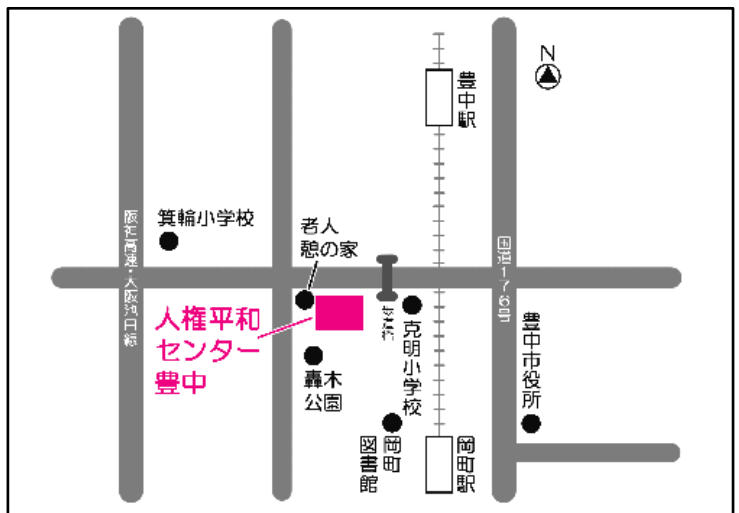 N
豊中駅
箕輪小学校
老人
憩の家
阪神高速・大阪池田線
国道176号
人権平和
センター
豊中
歩道橋
克明小学校
豊中市役所
轟木
公園
岡町
図書館
岡町駅